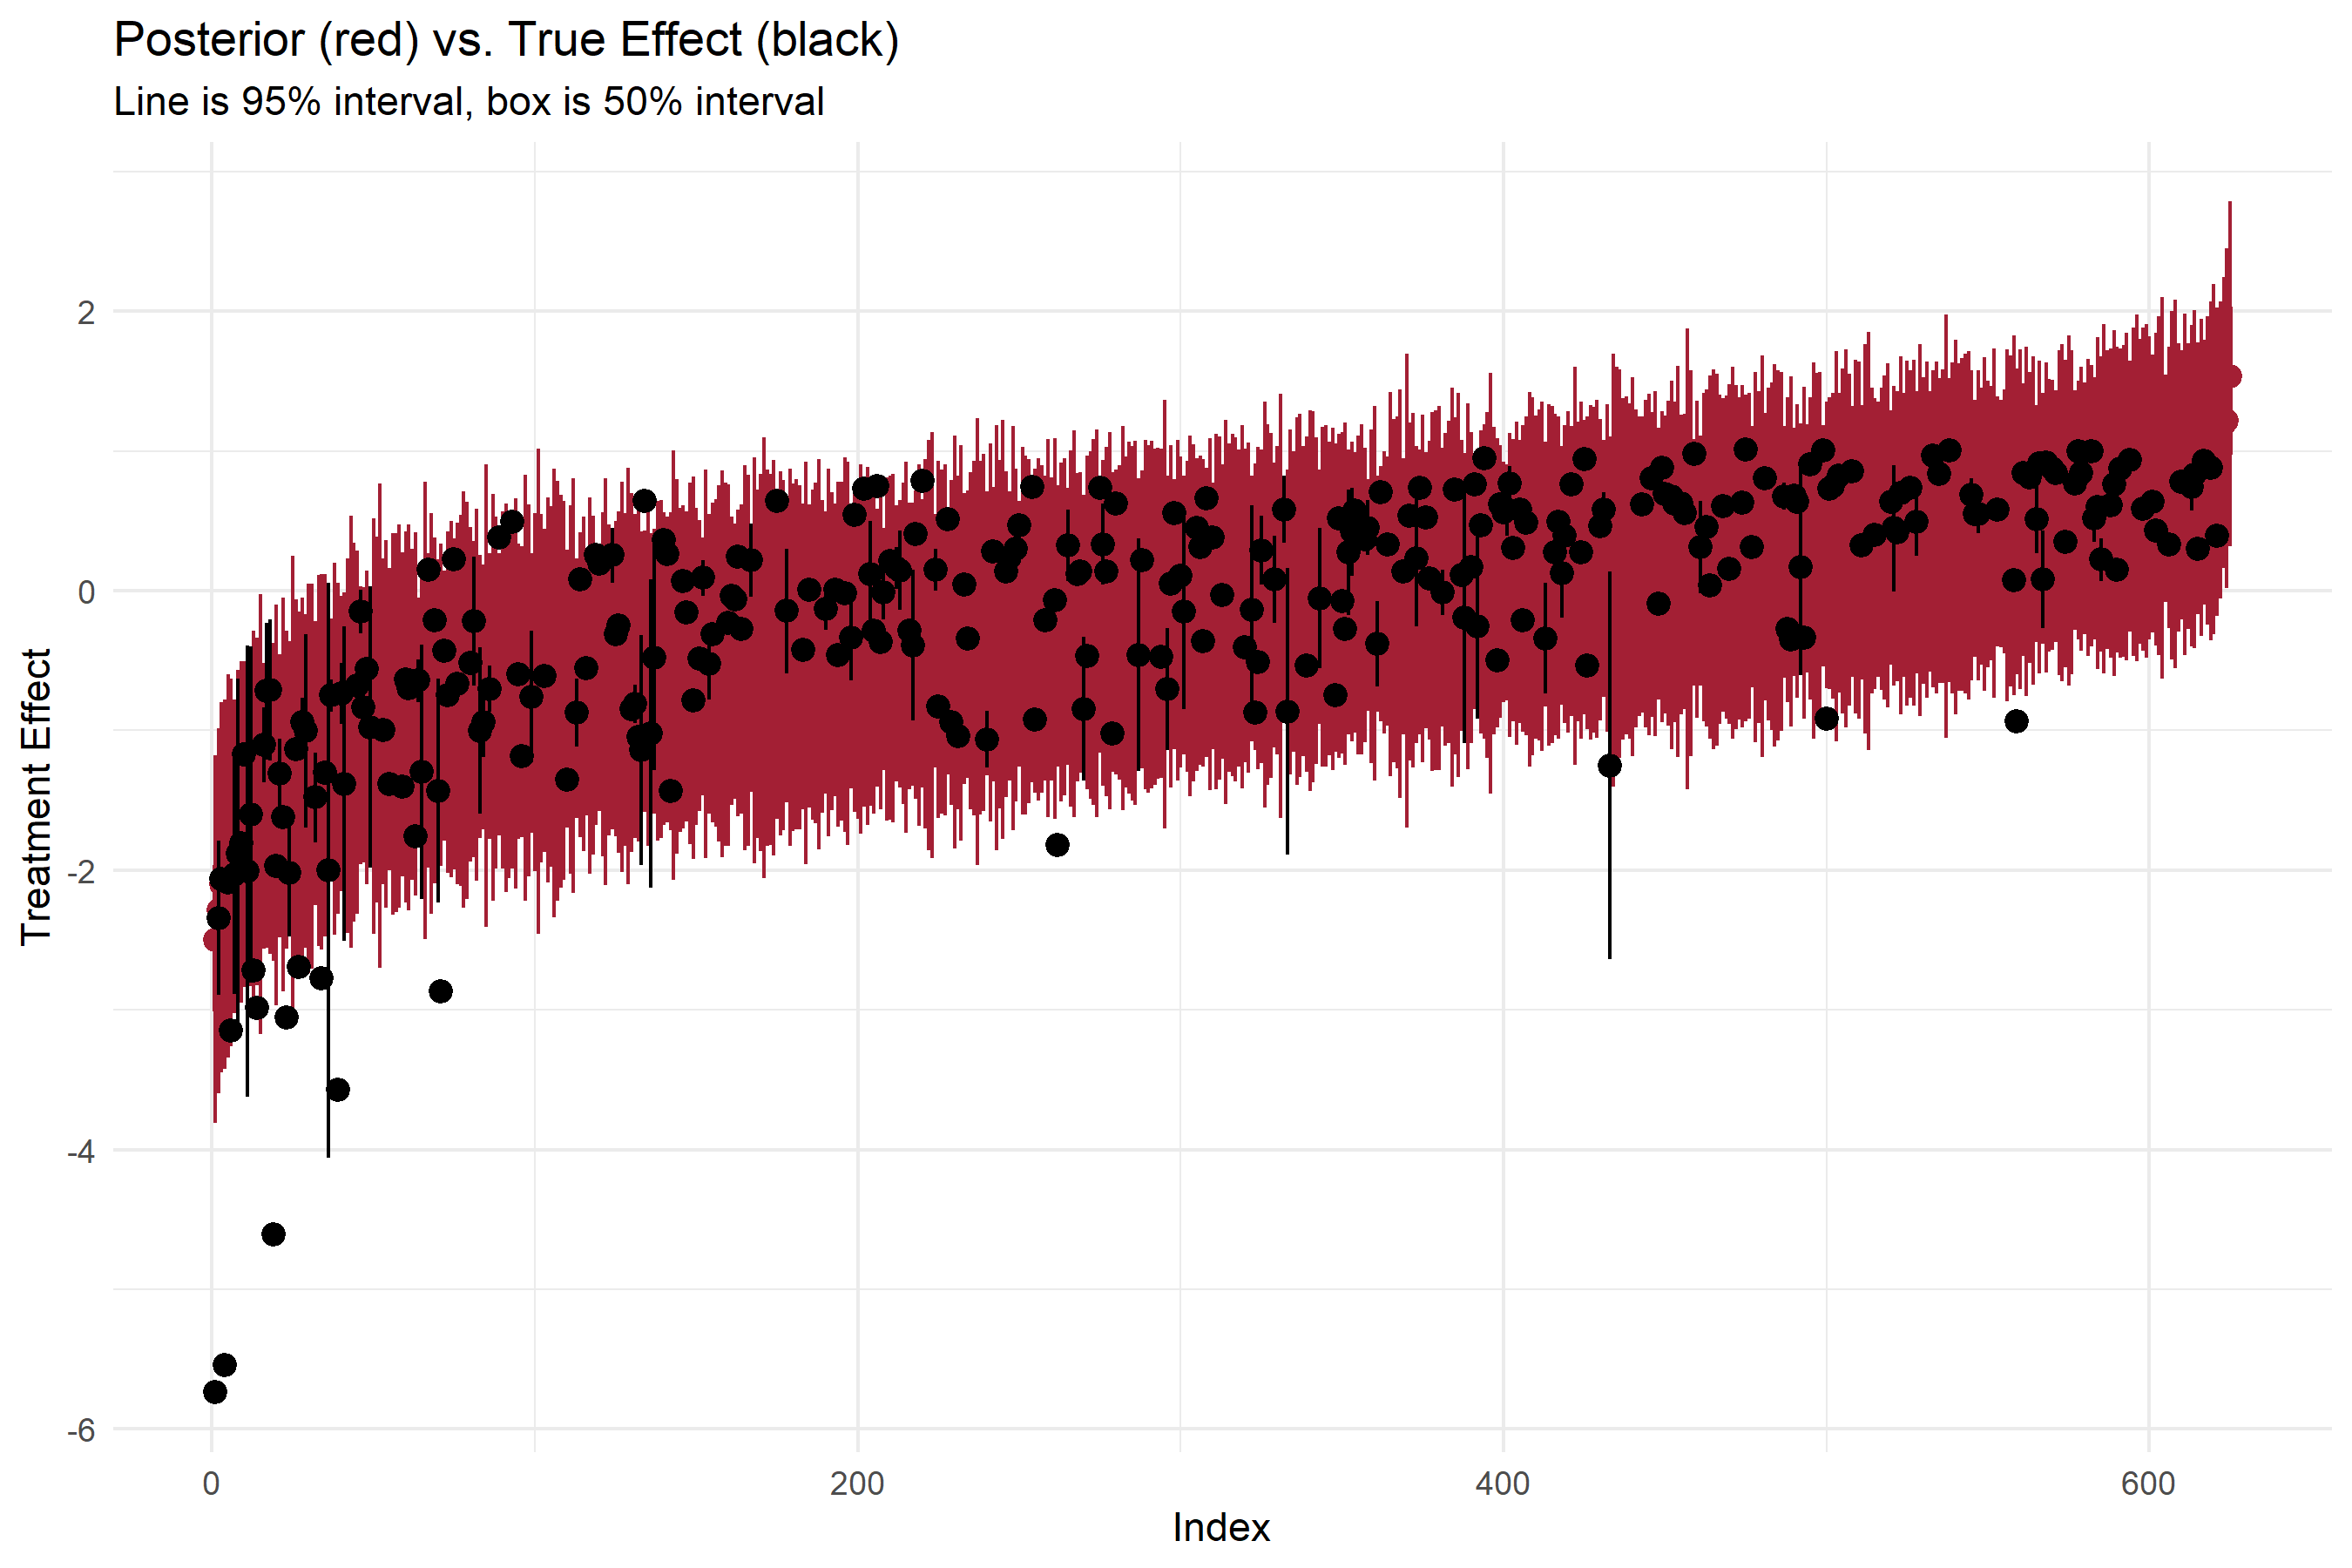 Posterior (red) vs. True Effect (black)
Line is 95% interval, box is 50% interval
Treatment Effect
2
0
-2
-4
-6
0 200 400 600
Index